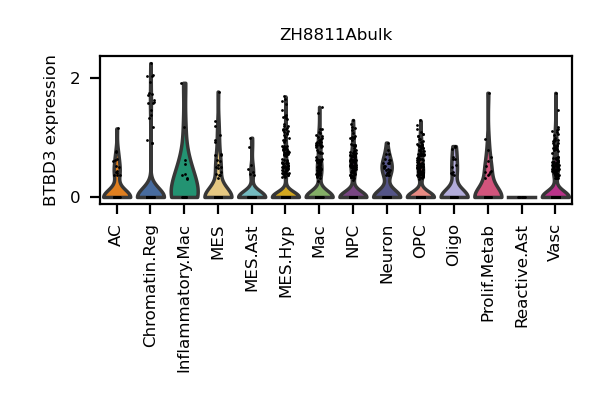 ZH8811Abulk
BTBD3 expression
2
0
AC
Chromatin.Reg
Inflammatory.Mac
MES
MES.Ast
MES.Hyp
Mac
NPC
Neuron
OPC
Oligo
Prolif.Metab
Reactive.Ast
Vasc